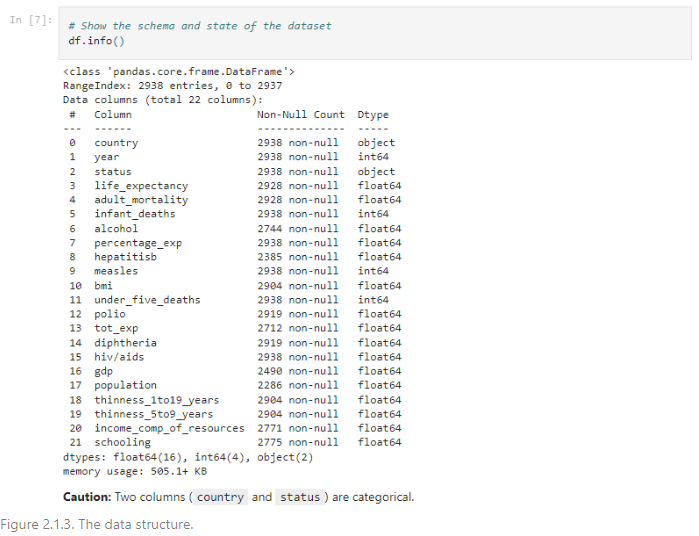 In [7]:
# Show the schema and state of the dataset
df.info()
<class 'pandas.core.frame.DataFrame'>
RangeIndex: 2938 entries, 0 to 2937
Data columns (total 22 columns):
#   Column   Non-Null Count   Dtype
---   ------   --------------   -----
0   country   2938 non-null   object
1   year   2938 non-null   int64
2   status   2938 non-null   object
3   life_expectancy   2928 non-null   float64
4   adult_mortality   2928 non-null   float64
5   infant_deaths   2938 non-null   int64
6   alcohol   2744 non-null   float64
7   percentage_exp   2938 non-null   float64
8   hepatitisb   2385 non-null   float64
9   measles   2938 non-null   int64
10   bmi   2904 non-null   float64
11   under_five_deaths   2938 non-null   int64
12   polio   2919 non-null   float64
13   tot_exp   2712 non-null   float64
14   diphtheria   2919 non-null   float64
15   hiv/aids   2938 non-null   float64
16   gdp   2490 non-null   float64
17   population   2286 non-null   float64
18   thinness_1to19_years   2904 non-null   float64
19   thinness_5to9_years   2904 non-null   float64
20   income_comp_of_resources   2771 non-null   float64
21   schooling   2775 non-null   float64
dtypes: float64(16), int64(4), object(2)
memory usage: 505.1+ KB
Caution: Two columns ( country and status ) are categorical.
Figure 2.1.3. The data structure.